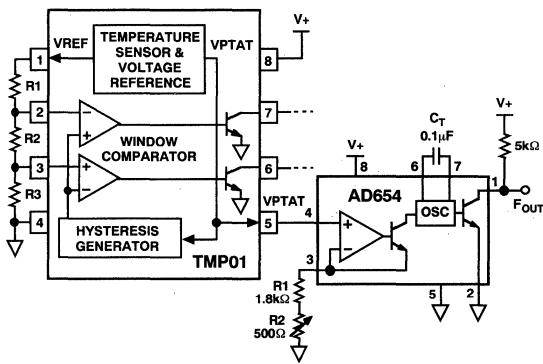 V+
TEMPERATURE
SENSOR &
VOLTAGE
REFERENCE
VREF
VPTAT
1
8
R1
2
7
R2
WINDOW
COMPARATOR
3
6
R3
4
VPTAT
5
HYSTERESIS
GENERATOR
TMP01
CT
0.1µF
V+
V+
5kΩ
8
6
7
1
FOUT
AD654
4
OSC
3
R1
1.8kΩ
R2
500Ω
5
2